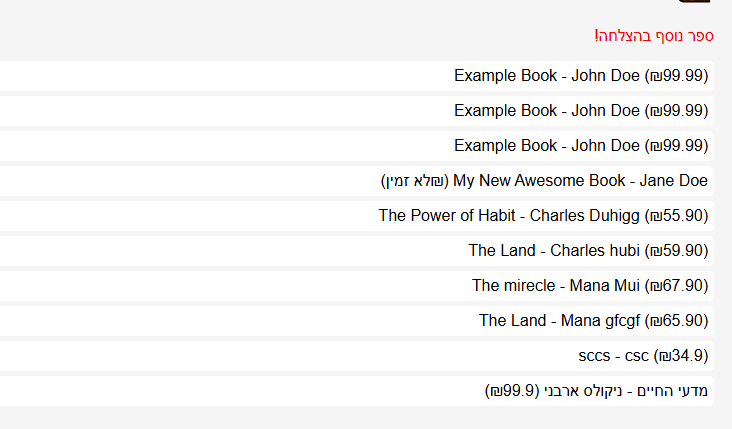 ספר נוסף בהצלחה!
Example Book - John Doe (₪99.99)
Example Book - John Doe (₪99.99)
Example Book - John Doe (₪99.99)
My New Awesome Book - Jane Doe (₪לא זמין)
The Power of Habit - Charles Duhigg (₪55.90)
The Land - Charles hubi (₪59.90)
The mirecle - Mana Mui (₪67.90)
The Land - Mana gfcgf (₪65.90)
sccs - csc (₪34.9)
מדעי החיים - ניקולס ארבני (₪99.9)